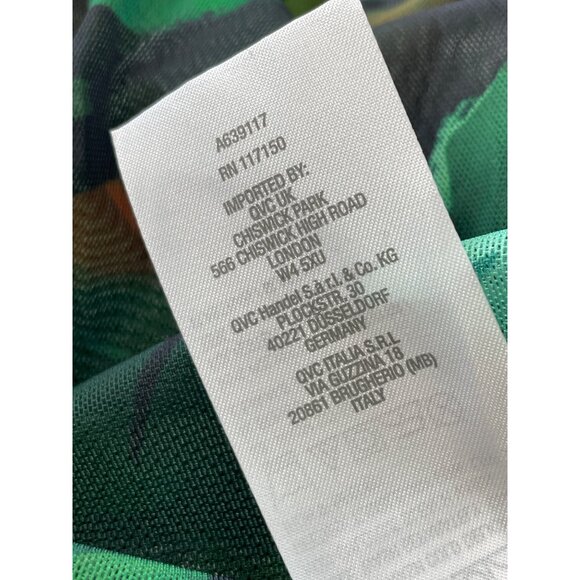 A639117
RN 117150
IMPORTED BY:
QVC UK
CHISWICK PARK
566 CHISWICK HIGH ROAD
LONDON
W4 5XU
QVC Handel S.à r.l. & Co. KG
PLOCKSTR. 30
40221 DÜSSELDORF
GERMANY
QVC ITALIA S.R.L
VIA GUZZINA 18
20861 BRUGHERIO (MB)
ITALY